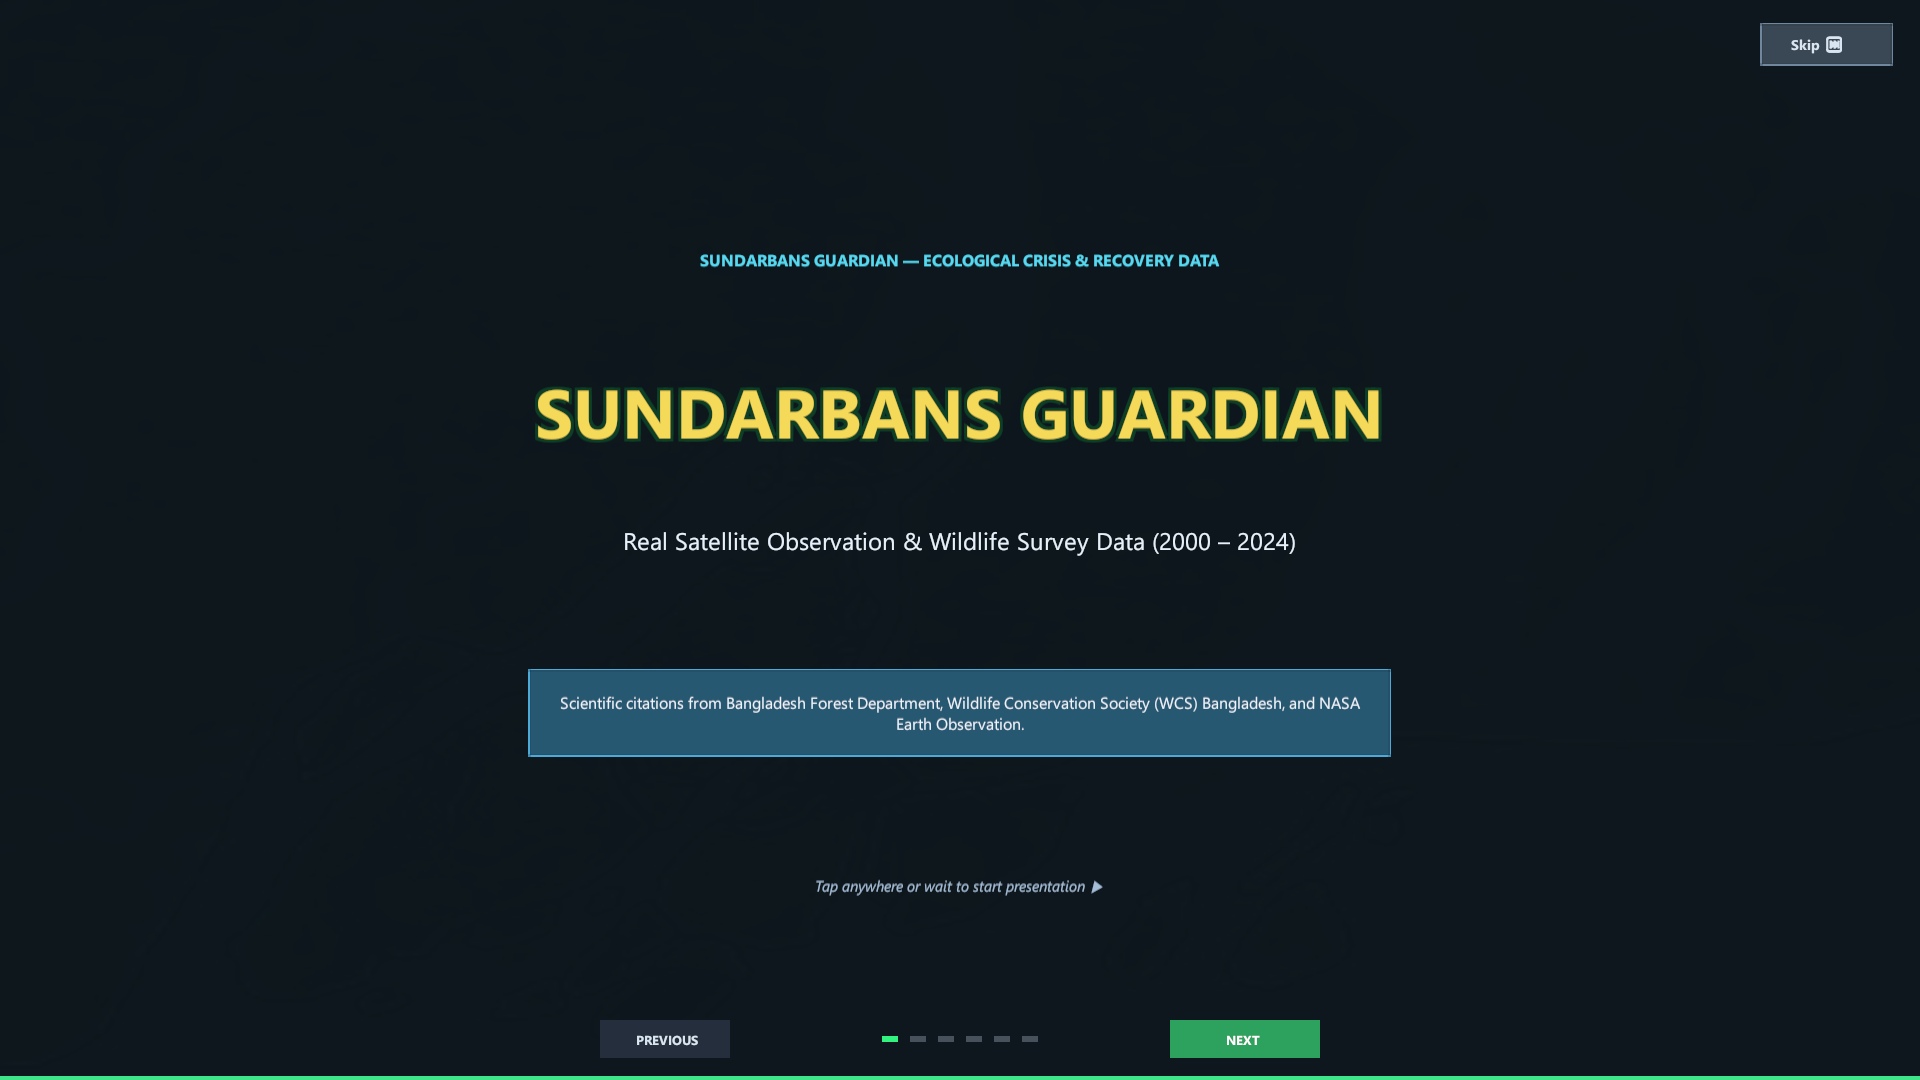 Skip
SUNDARBANS GUARDIAN — ECOLOGICAL CRISIS & RECOVERY DATA
SUNDARBANS GUARDIAN
Real Satellite Observation & Wildlife Survey Data (2000 – 2024)
Scientific citations from Bangladesh Forest Department, Wildlife Conservation Society (WCS) Bangladesh, and NASA
Earth Observation.
Tap anywhere or wait to start presentation ▶
PREVIOUS
NEXT